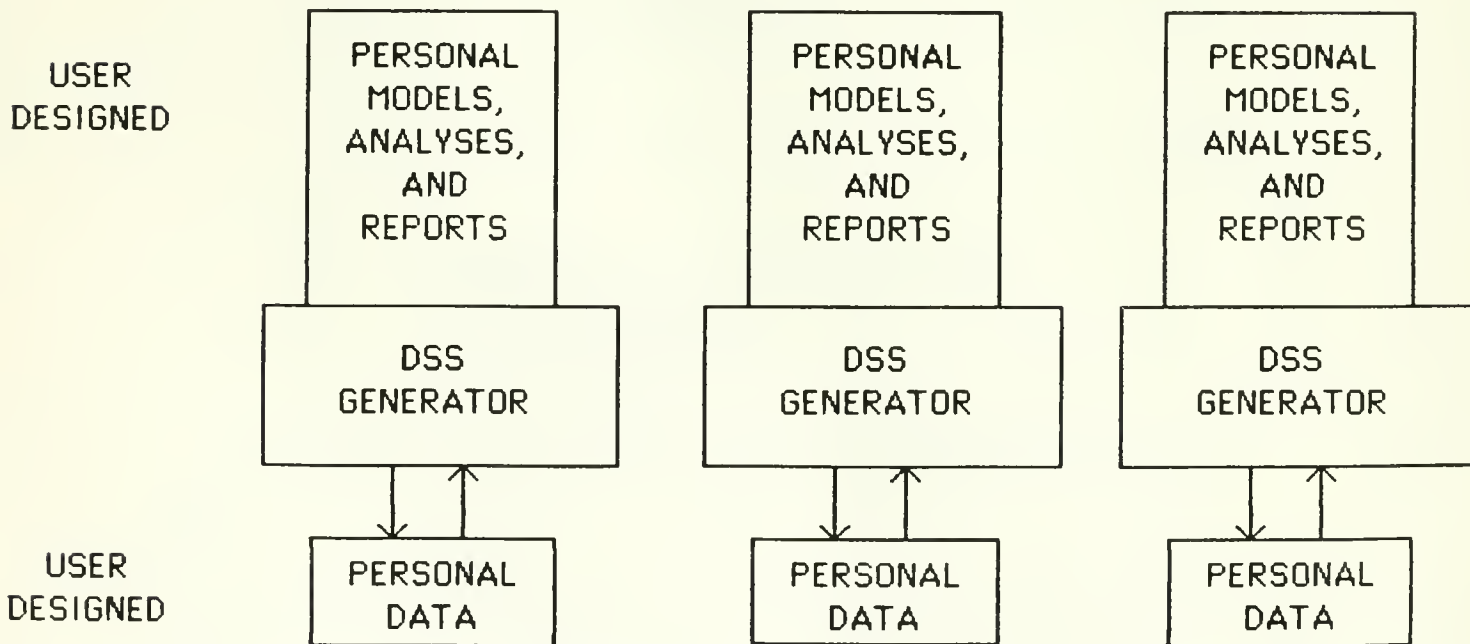 USER
DESIGNED
PERSONAL
MODELS,
ANALYSES,
AND
REPORTS
PERSONAL
MODELS,
ANALYSES,
AND
REPORTS
PERSONAL
MODELS,
ANALYSES,
AND
REPORTS
DSS
GENERATOR
DSS
GENERATOR
DSS
GENERATOR
USER
DESIGNED
PERSONAL
DATA
PERSONAL
DATA
PERSONAL
DATA